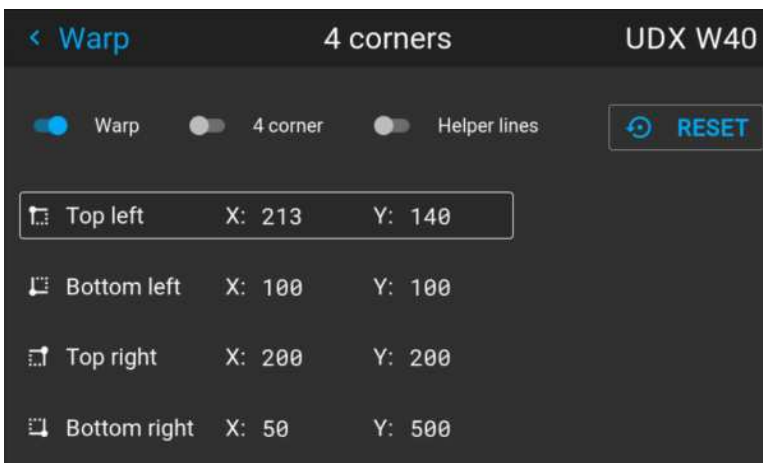 Warp 4 corners UDX W40
Warp 4 corner Helper lines RESET
Top left X: 213 Y: 140
Bottom left X: 100 Y: 100
Top right X: 200 Y: 200
Bottom right X: 50 Y: 500